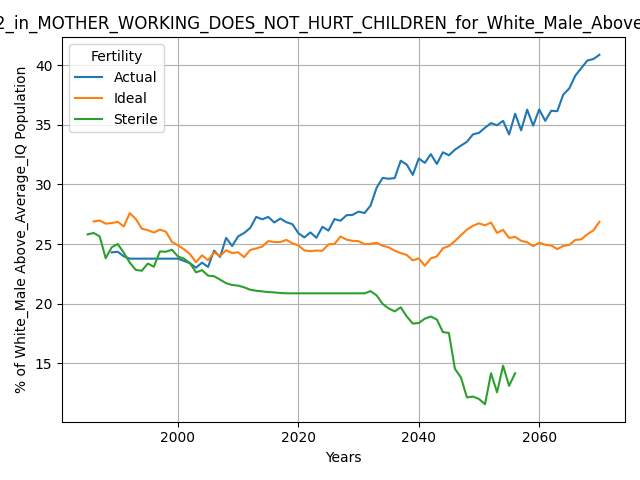 2_in_MOTHER_WORKING_DOES_NOT_HURT_CHILDREN_for_White_Male_Above
Fertility
Actual
Ideal
Sterile
% of White_Male Above_Average_IQ Population
40
35
30
25
20
15
2000 2020 2040 2060
Years